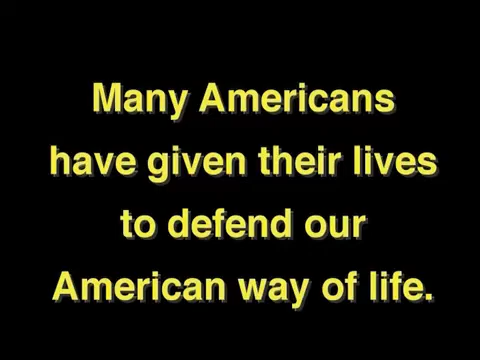 Many Americans
have given their lives
to defend our
American way of life.